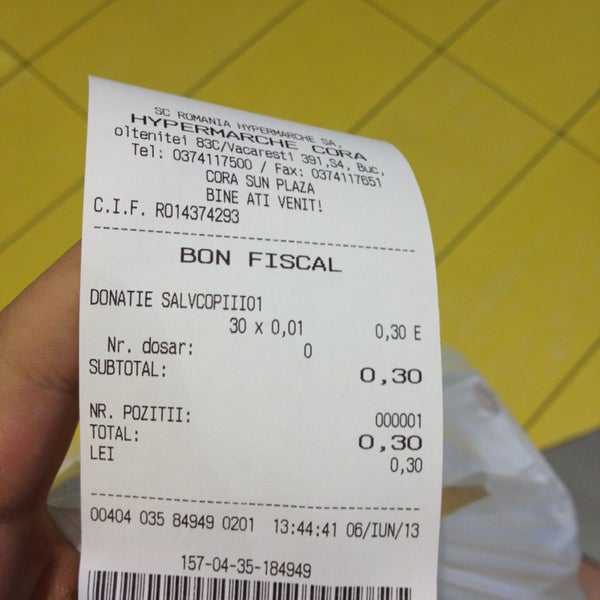 SC ROMANIA HYPERMARCHE SA.
HYPERMARCHE CORA
oltenitei 83C/Vacaresti 391,S4, Buc,
Tel: 0374117500 / Fax: 0374117651
CORA SUN PLAZA
BINE ATI VENIT!
C.I.F. RO14374293
BON FISCAL
DONATIE SALVCOPIII01
30 x 0,01 0,30 E
Nr. dosar: 0
SUBTOTAL: 0,30
NR. POZITII: 000001
TOTAL: 0,30
LEI 0,30
00404 035 84949 0201 13:44:41 06/IUN/13
157-04-35-184949